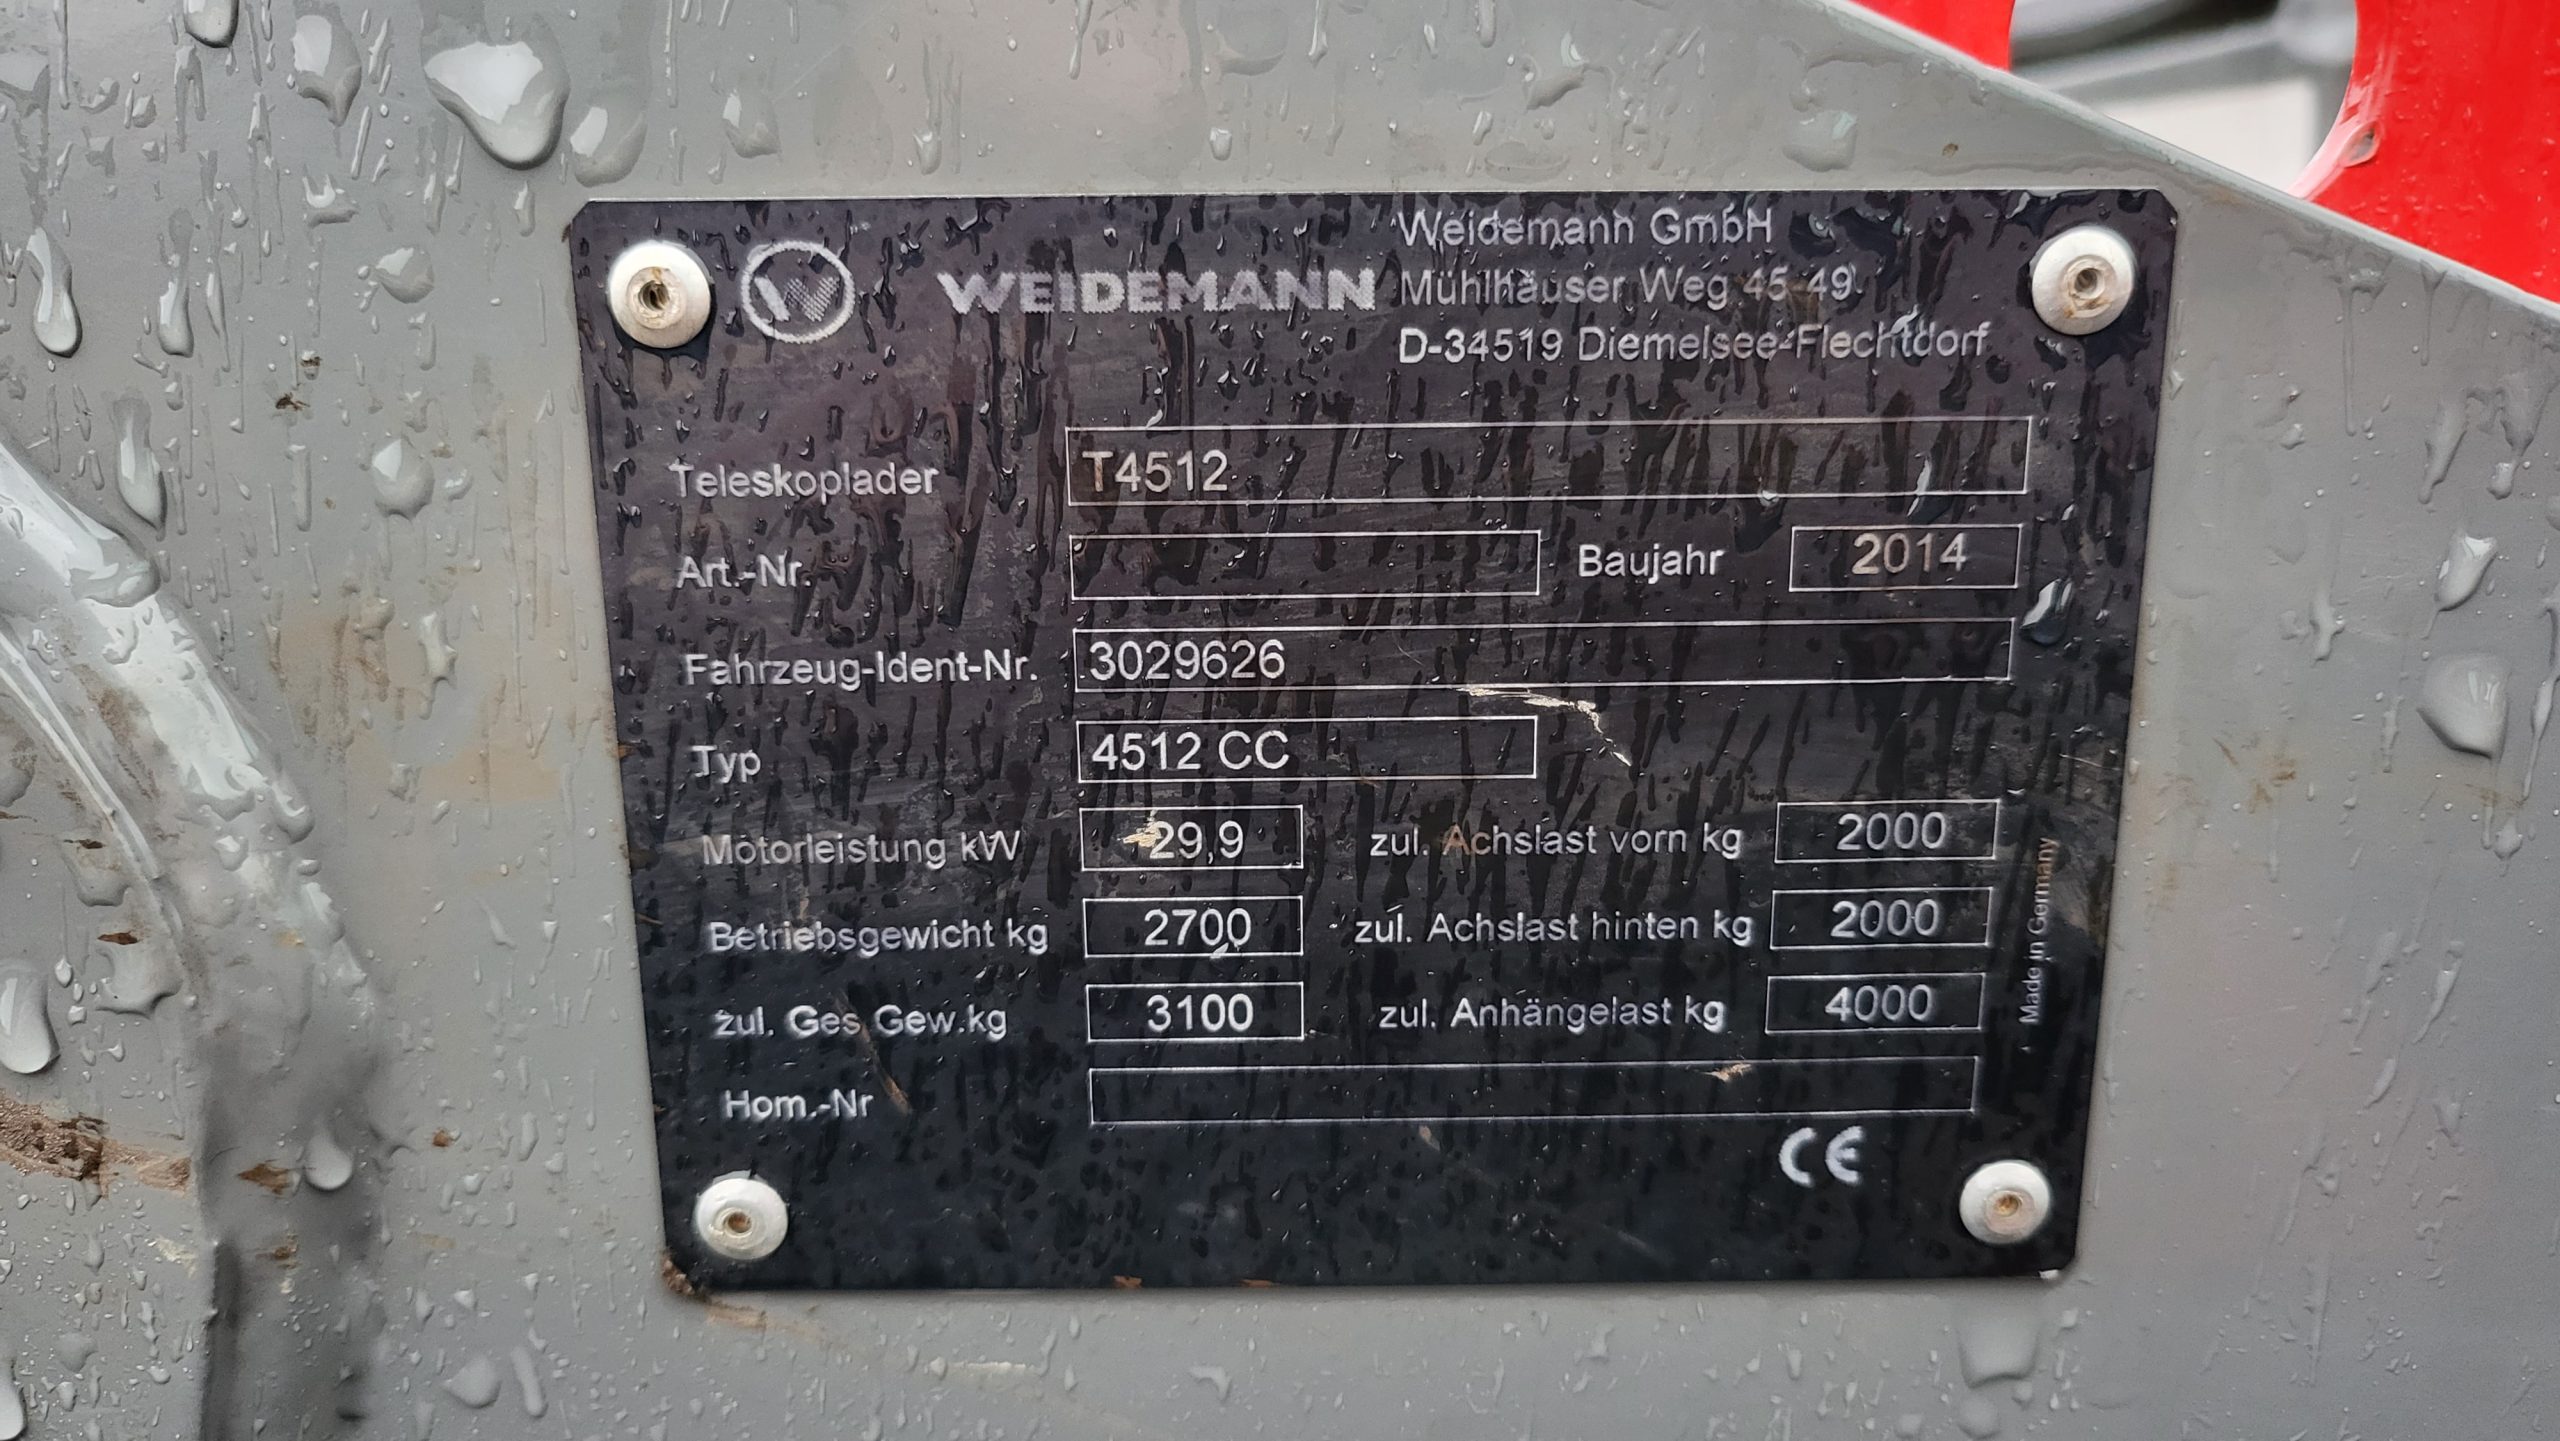 W WEIDEMANN
Weidemann GmbH
Mühlhäuser Weg 45-49
D-34519 Diemelsee-Flechtdorf
Teleskoplader T4512
Art.-Nr. Baujahr 2014
Fahrzeug-Ident-Nr. 3029626
Typ 4512 CC
Motorleistung kW 29,9 zul. Achslast vorn kg 2000
Betriebsgewicht kg 2700 zul. Achslast hinten kg 2000
zul. Ges.Gew.kg 3100 zul. Anhängelast kg 4000
Hom.-Nr
CE
Made in Germany